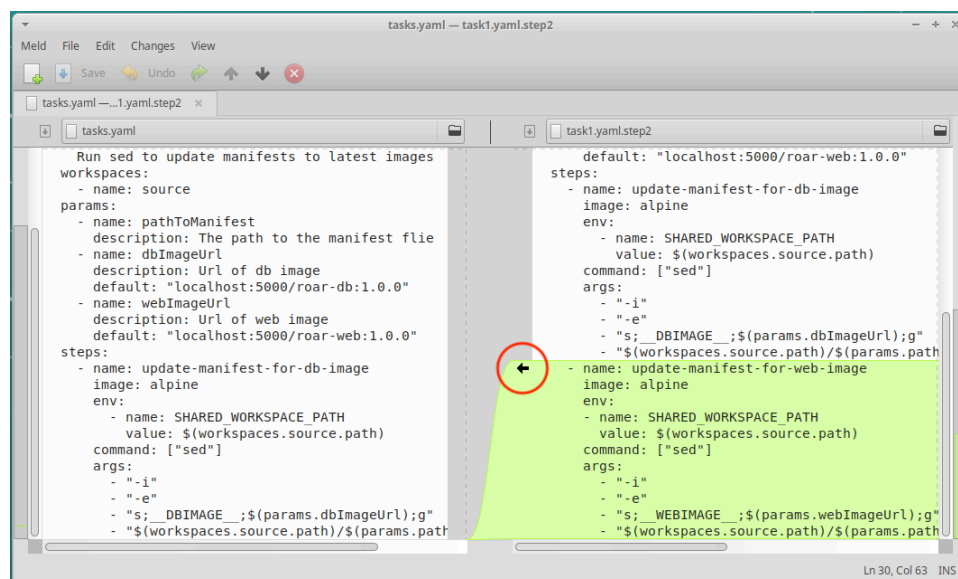 tasks.yaml — task1.yaml.step2
Meld File Edit Changes View
Save Undo
tasks.yaml —...1.yaml.step2
tasks.yaml
Run sed to update manifests to latest images
workspaces:
- name: source
params:
- name: pathToManifest
description: The path to the manifest flie
- name: dbImageUrl
description: Url of db image
default: "localhost:5000/roar-db:1.0.0"
- name: webImageUrl
description: Url of web image
default: "localhost:5000/roar-web:1.0.0"
steps:
- name: update-manifest-for-db-image
image: alpine
env:
- name: SHARED_WORKSPACE_PATH
value: $(workspaces.source.path)
command: ["sed"]
args:
- "-i"
- "-e"
- "s;__DBIMAGE__;$(params.dbImageUrl);g"
- "$(workspaces.source.path)/$(params.path
task1.yaml.step2
default: "localhost:5000/roar-web:1.0.0"
steps:
- name: update-manifest-for-db-image
image: alpine
env:
- name: SHARED_WORKSPACE_PATH
value: $(workspaces.source.path)
command: ["sed"]
args:
- "-i"
- "-e"
- "s;__DBIMAGE__;$(params.dbImageUrl);g"
- "$(workspaces.source.path)/$(params.path
- name: update-manifest-for-web-image
image: alpine
env:
- name: SHARED_WORKSPACE_PATH
value: $(workspaces.source.path)
command: ["sed"]
args:
- "-i"
- "-e"
- "s;__WEBIMAGE__;$(params.webImageUrl);g"
- "$(workspaces.source.path)/$(params.path
Ln 30, Col 63 INS